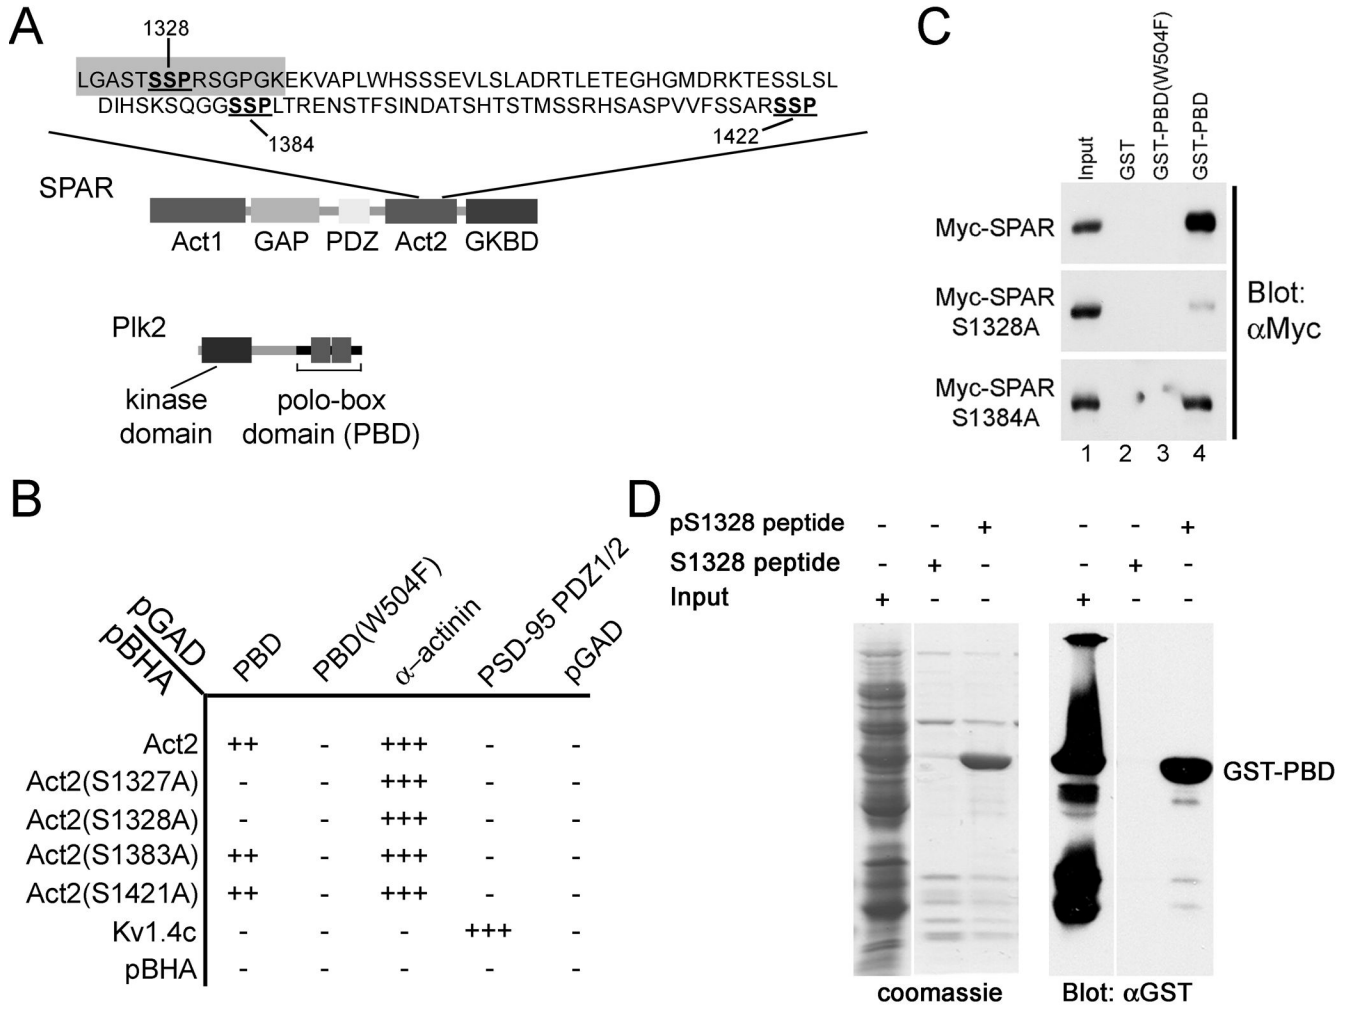 A
1328
LGASTSSPRSGPGKEKVAPLWHSSSEVLSLADRTLETEGHGMDRKTESSLSL
DIHSKSQGGSSPLTRENSTFSINDATSHTSTMSSRHSASPVVFSSARSSP
1384
1422
SPAR
Act1 GAP PDZ Act2 GKBD
Plk2
kinase domain
polo-box domain (PBD)
B
pGAD
pBHA
PBD PBD(W504F) α–actinin PSD-95 PDZ1/2 pGAD
Act2 ++ - +++ - -
Act2(S1327A) - - +++ - -
Act2(S1328A) - - +++ - -
Act2(S1383A) ++ - +++ - -
Act2(S1421A) ++ - +++ - -
Kv1.4c - - - +++ -
pBHA - - - - -
C
Input GST GST-PBD(W504F) GST-PBD
Myc-SPAR
Myc-SPAR
S1328A
Myc-SPAR
S1384A
1 2 3 4
Blot:
αMyc
D
pS1328 peptide - - + - - +
S1328 peptide - + - - + -
Input + - - + - -
GST-PBD
coomassie
Blot: αGST